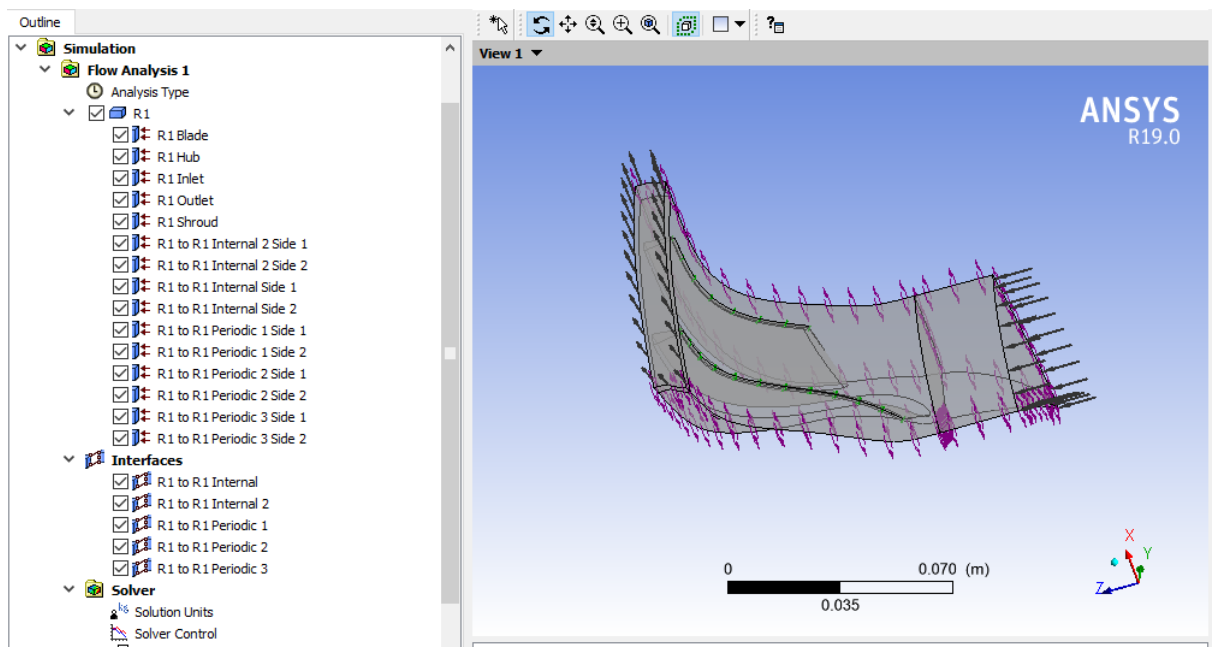 Outline
Simulation
Flow Analysis 1
Analysis Type
R1
R1 Blade
R1 Hub
R1 Inlet
R1 Outlet
R1 Shroud
R1 to R1 Internal 2 Side 1
R1 to R1 Internal 2 Side 2
R1 to R1 Internal Side 1
R1 to R1 Internal Side 2
R1 to R1 Periodic 1 Side 1
R1 to R1 Periodic 1 Side 2
R1 to R1 Periodic 2 Side 1
R1 to R1 Periodic 2 Side 2
R1 to R1 Periodic 3 Side 1
R1 to R1 Periodic 3 Side 2
Interfaces
R1 to R1 Internal
R1 to R1 Internal 2
R1 to R1 Periodic 1
R1 to R1 Periodic 2
R1 to R1 Periodic 3
Solver
Solution Units
Solver Control
View 1
ANSYS
R19.0
0 0.070 (m)
0.035
X
Y
Z